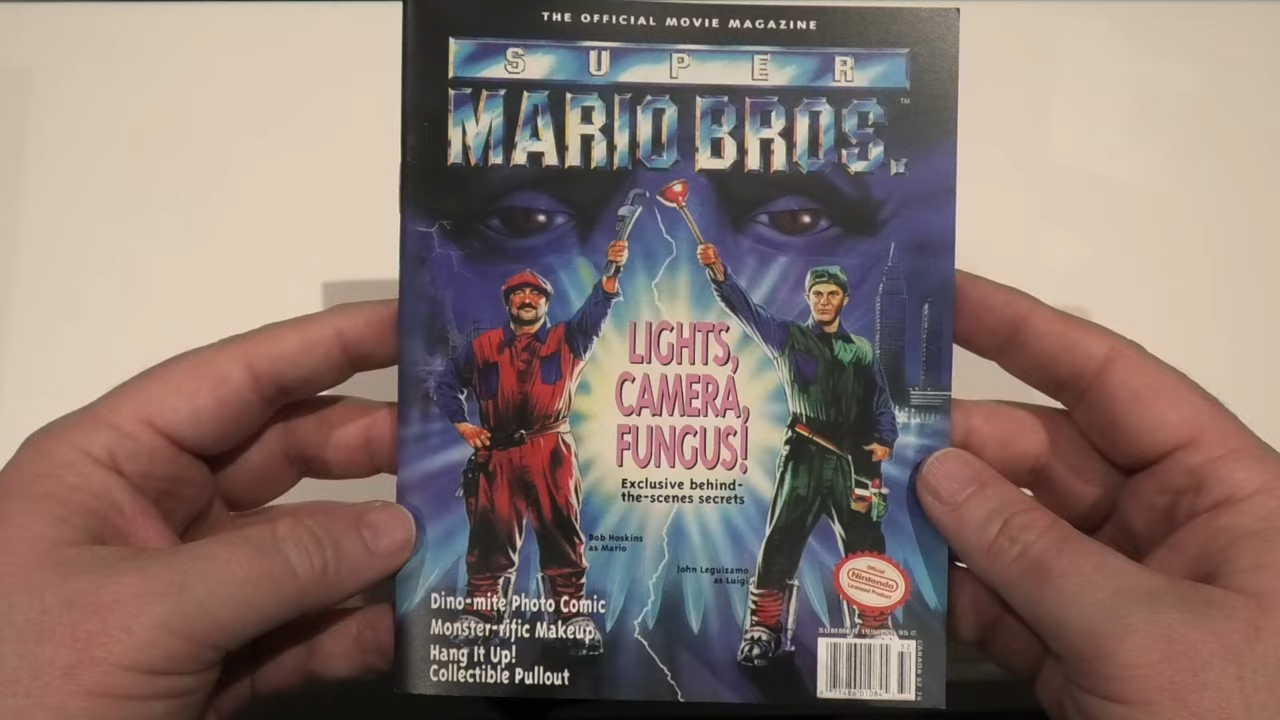 THE OFFICIAL MOVIE MAGAZINE
SUPER
MARIO BROS.™
LIGHTS,
CAMERA,
FUNGUS!
Exclusive behind-
the-scenes secrets
Bob Hoskins
as Mario
John Leguizamo
as Luigi
Official
Nintendo
Licensed Product
Dino-mite Photo Comic
Monster-rific Makeup
Hang It Up!
Collectible Pullout
SUMMER